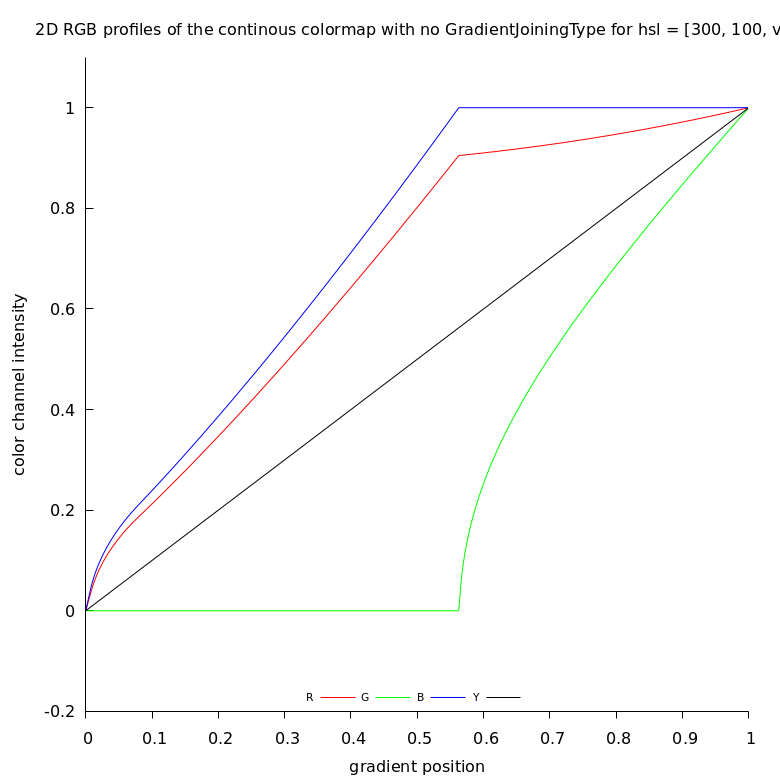 2D RGB profiles of the continous colormap with no GradientJoiningType for hsl = [300, 100, v
1
0.8
0.6
0.4
0.2
0
-0.2
color channel intensity
R G B Y
0 0.1 0.2 0.3 0.4 0.5 0.6 0.7 0.8 0.9 1
gradient position